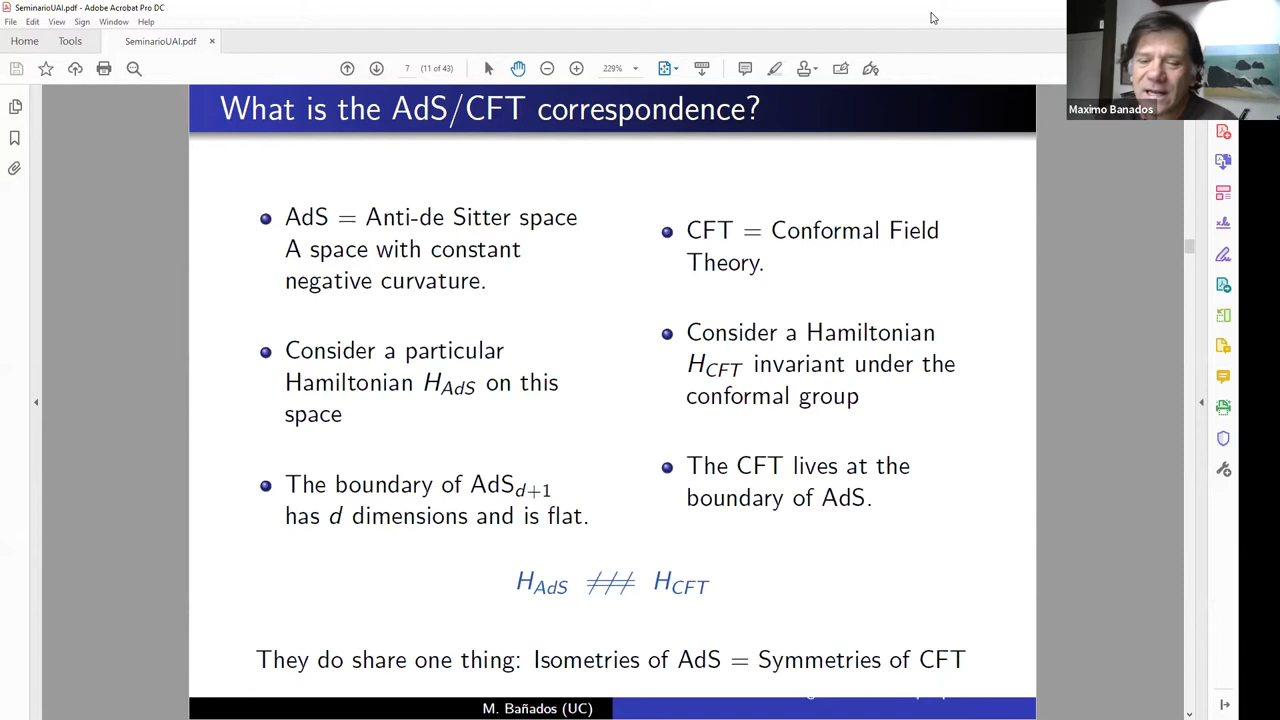 SeminarioUAI.pdf - Adobe Acrobat Pro DC
File Edit View Sign Window Help
Home Tools SeminarioUAI.pdf ×
7 (11 of 43) 229%
Maximo Banados
What is the AdS/CFT correspondence?
AdS = Anti-de Sitter space
A space with constant
negative curvature.
Consider a particular
Hamiltonian H_AdS on this
space
The boundary of AdS_d+1
has d dimensions and is flat.
CFT = Conformal Field
Theory.
Consider a Hamiltonian
H_CFT invariant under the
conformal group
The CFT lives at the
boundary of AdS.
H_AdS ≠≠≠ H_CFT
They do share one thing: Isometries of AdS = Symmetries of CFT
M. Bañados (UC)